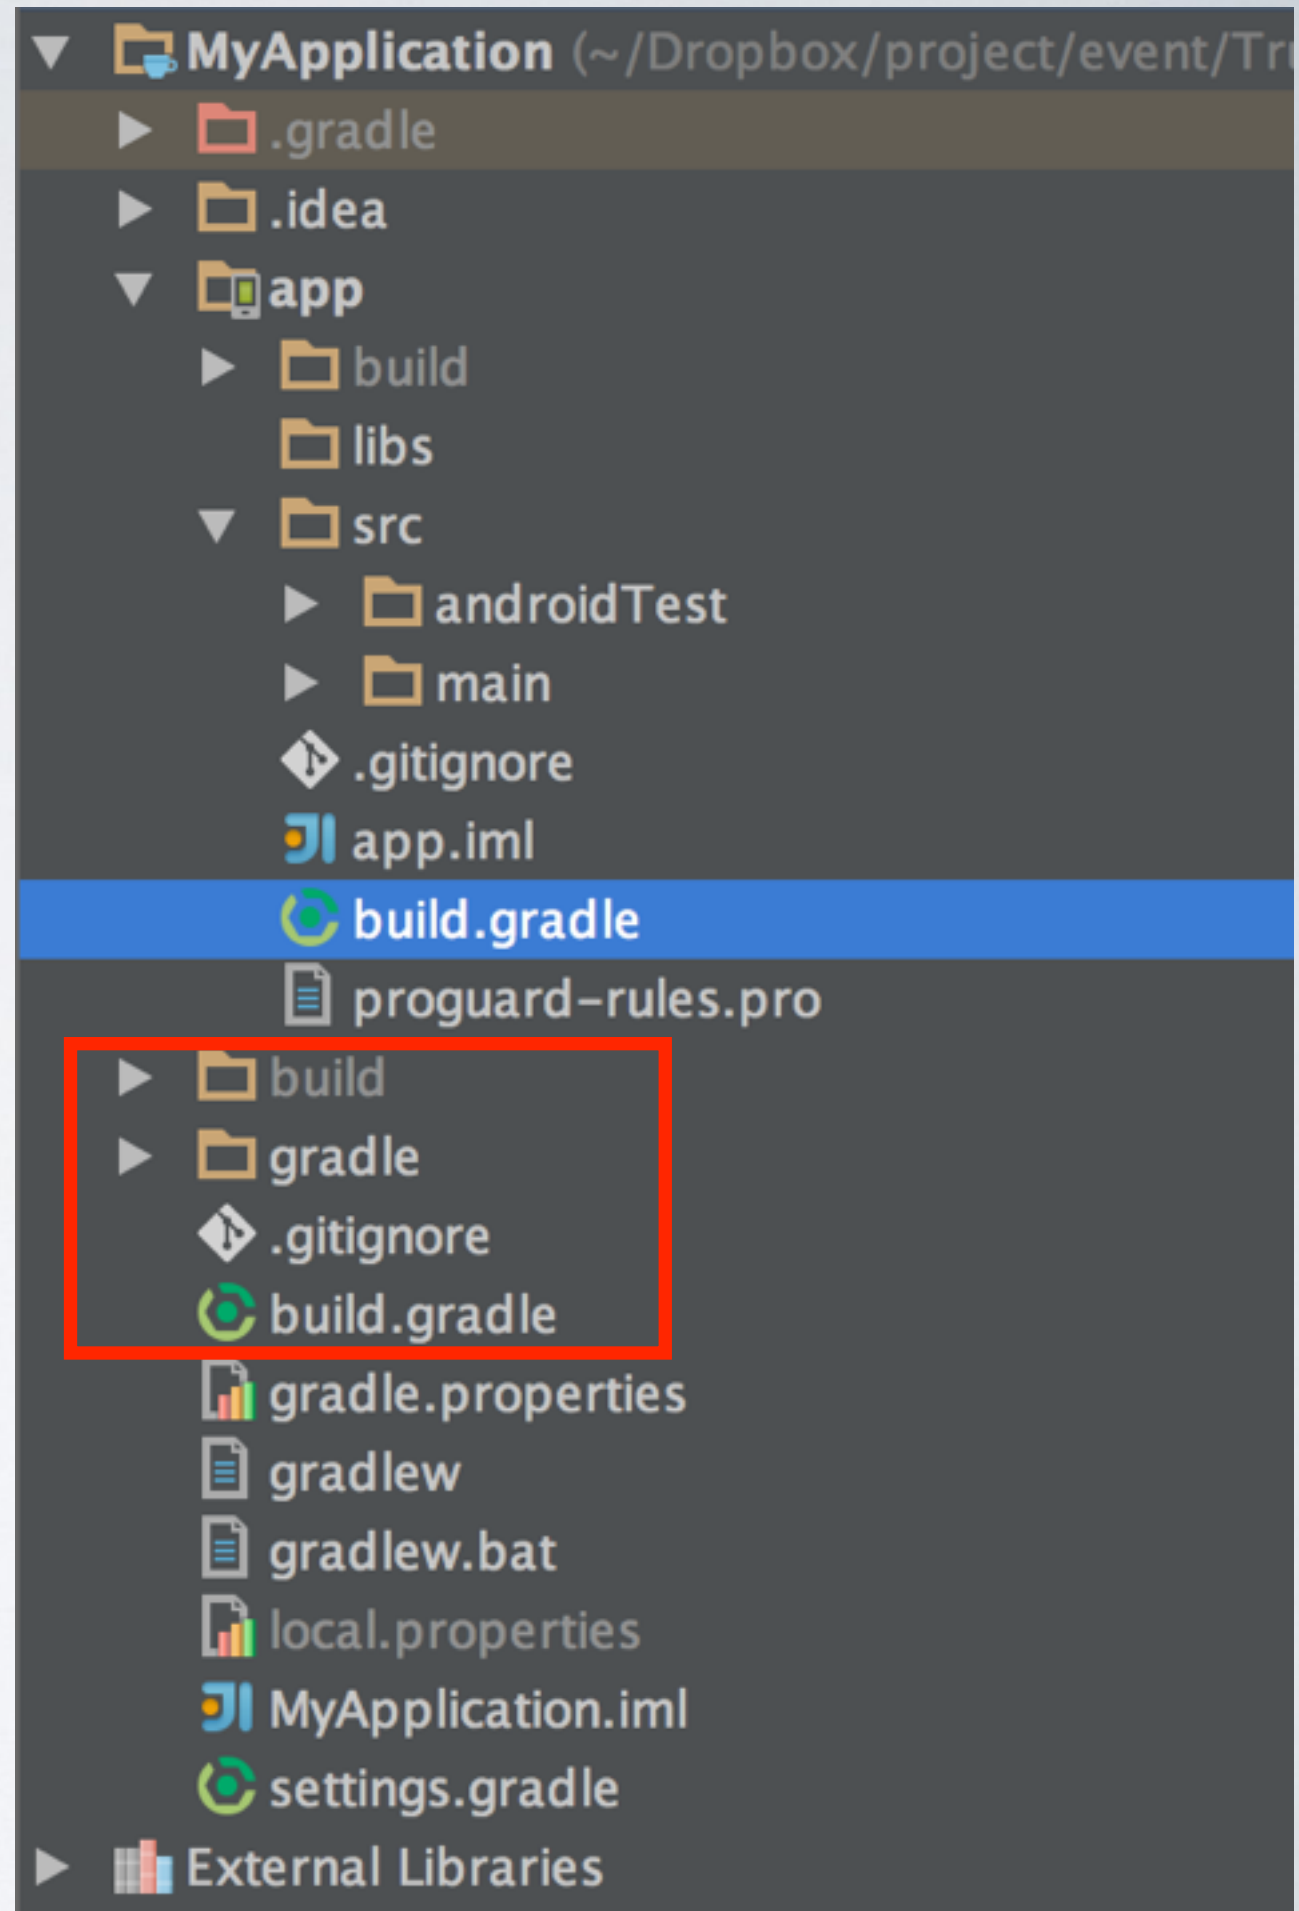 MyApplication (~/Dropbox/project/event/Tr
.gradle
.idea
app
build
libs
src
androidTest
main
.gitignore
app.iml
build.gradle
proguard-rules.pro
build
gradle
.gitignore
build.gradle
gradle.properties
gradlew
gradlew.bat
local.properties
MyApplication.iml
settings.gradle
External Libraries